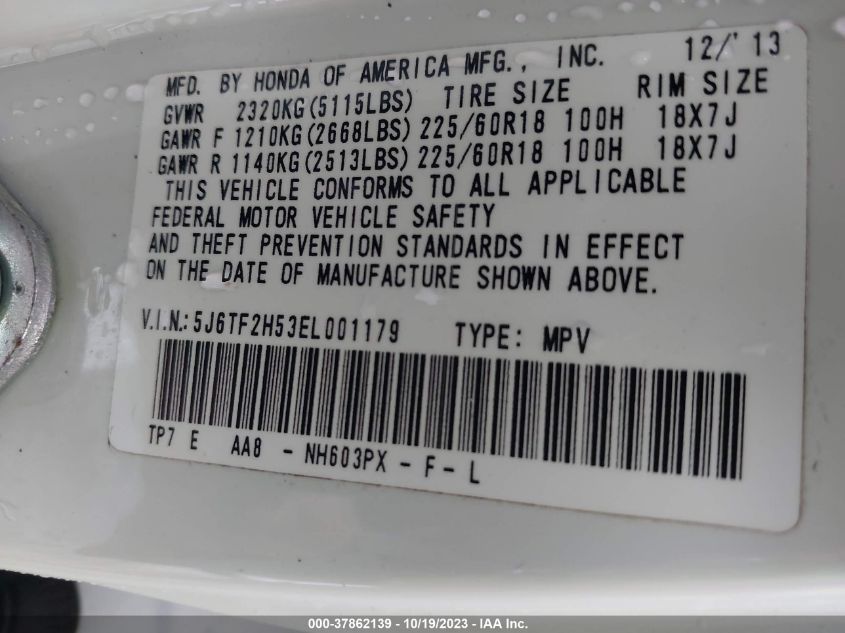 MFD. BY HONDA OF AMERICA MFG., INC. 12/'13
GVWR 2320KG(5115LBS) TIRE SIZE RIM SIZE
GAWR F 1210KG(2668LBS) 225/60R18 100H 18X7J
GAWR R 1140KG(2513LBS) 225/60R18 100H 18X7J
THIS VEHICLE CONFORMS TO ALL APPLICABLE
FEDERAL MOTOR VEHICLE SAFETY
AND THEFT PREVENTION STANDARDS IN EFFECT
ON THE DATE OF MANUFACTURE SHOWN ABOVE.
V.I.N.: 5J6TF2H53EL001179 TYPE: MPV
TP7 E AA8 - NH603PX - F - L
000-37862139 - 10/19/2023 - IAA Inc.